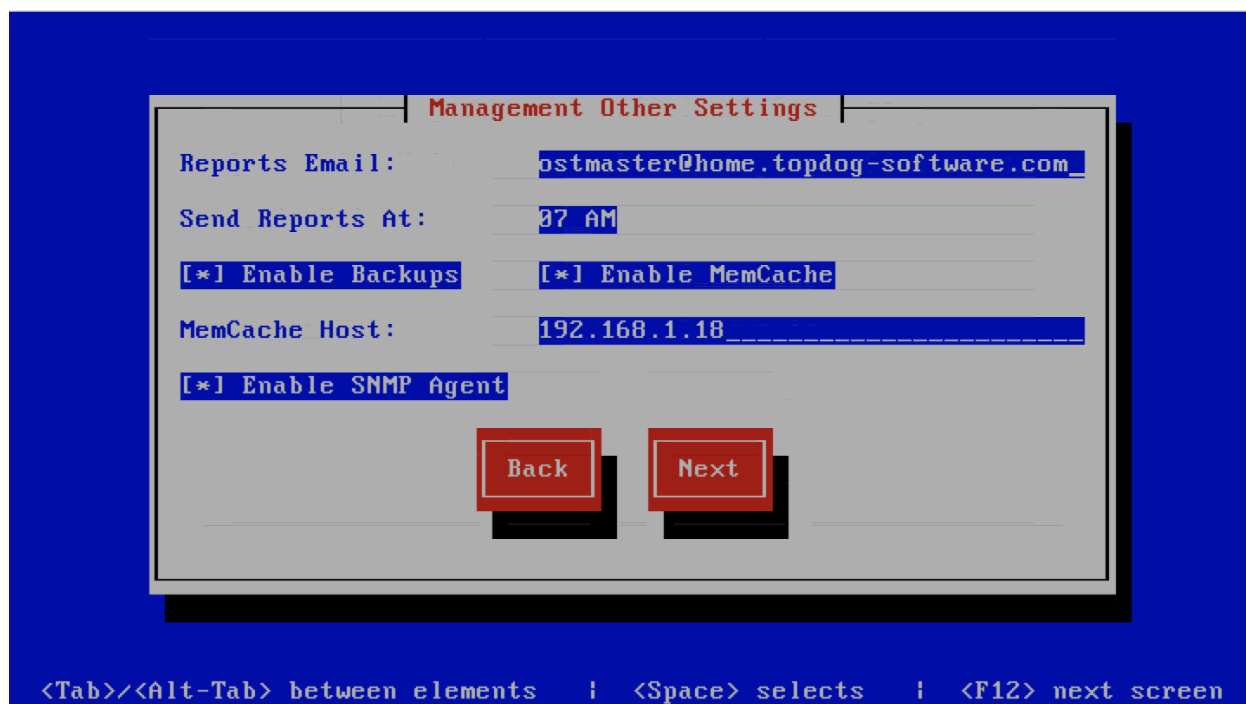 Management Other Settings
Reports Email: ostmaster@home.topdog-software.com_
Send Reports At: 07 AM
[*] Enable Backups [*] Enable MemCache
MemCache Host: 192.168.1.18_______________________
[*] Enable SNMP Agent
Back Next
<Tab>/<Alt-Tab> between elements | <Space> selects | <F12> next screen